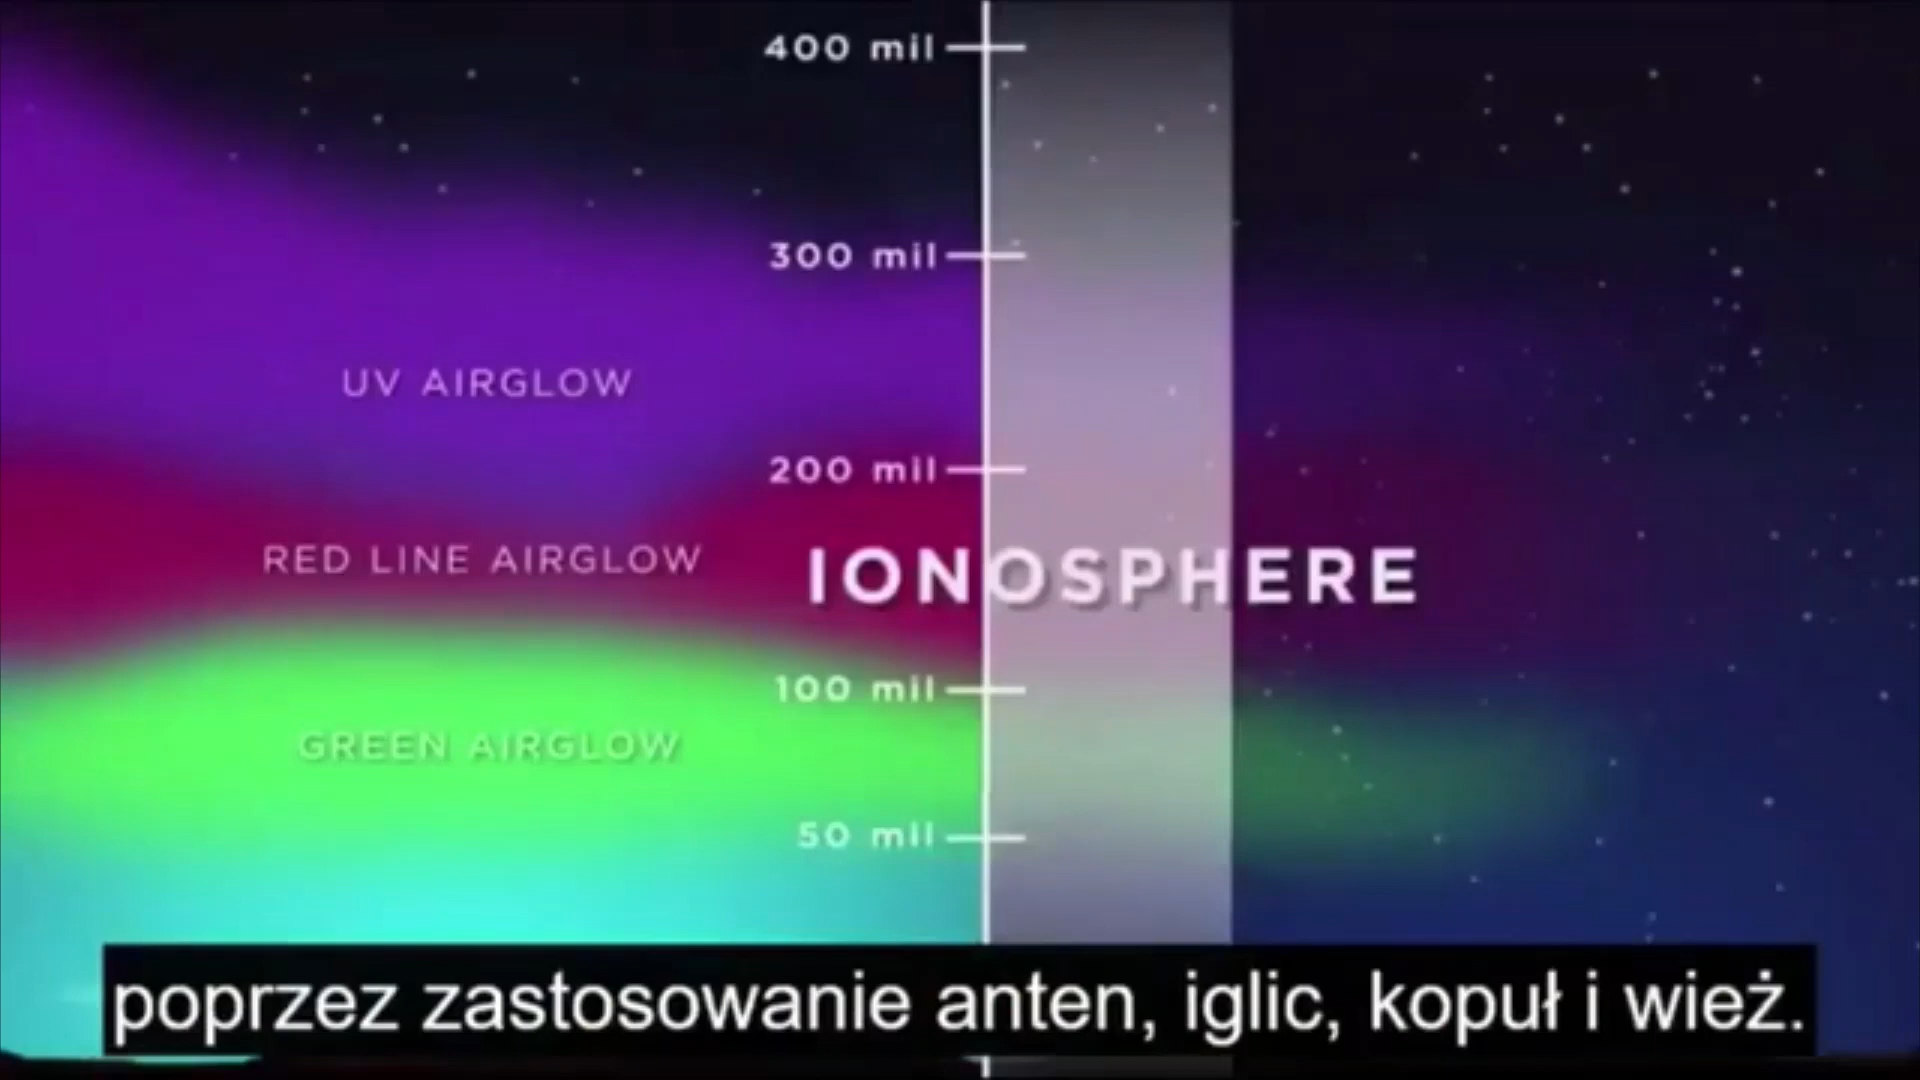 400 mil
300 mil
UV AIRGLOW
200 mil
RED LINE AIRGLOW
IONOSPHERE
100 mil
GREEN AIRGLOW
50 mil
poprzez zastosowanie anten, iglic, kopuł i wież.